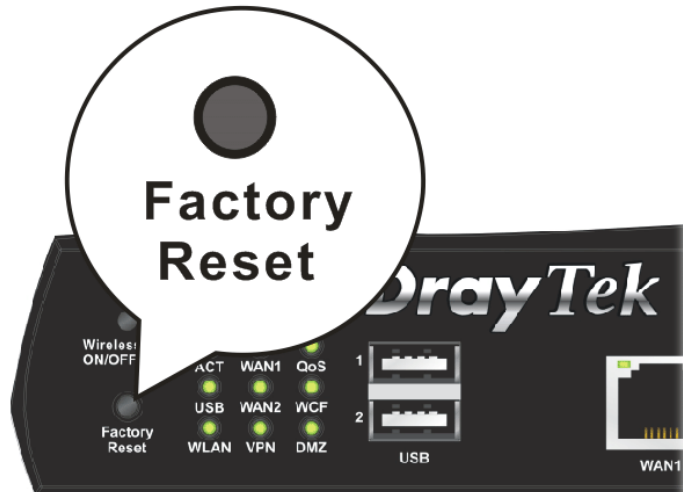 Factory
Reset
DrayTek
Wireless
ON/OFF
ACT WAN1 QoS
1
USB WAN2 WCF
2
Factory
Reset
WLAN VPN DMZ
USB
WAN1